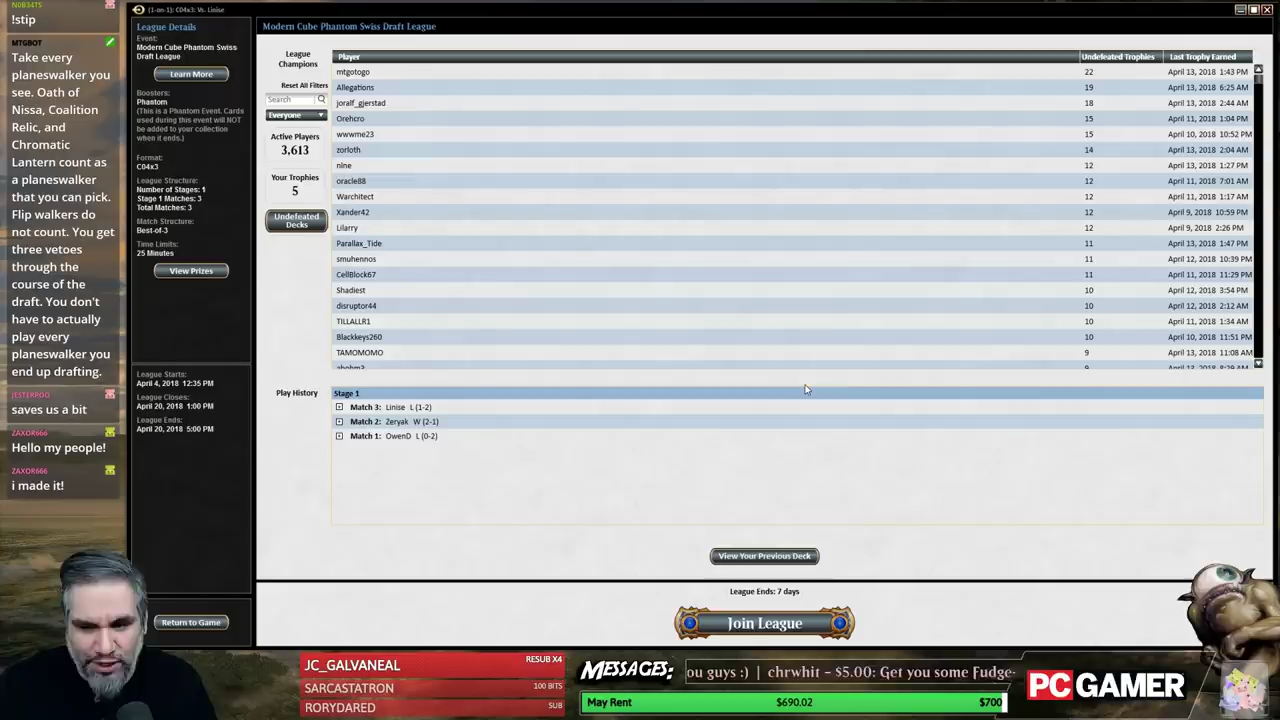 N0B34TS
!stip
MTGBOT
Take every
planeswalker you
see. Oath of
Nissa, Coalition
Relic, and
Chromatic
Lantern count as
a planeswalker
that you can pick.
Flip walkers do
not count. You get
three vetoes
through the
course of the
draft. You don't
have to actually
play every
planeswalker you
end up drafting.
JESTERPOO
saves us a bit
ZAXOR666
Hello my people!
ZAXOR666
i made it!
(1-on-1): C04x3: Vs. Linise
League Details
Event:
Modern Cube Phantom Swiss
Draft League
Learn More
Boosters:
Phantom
(This is a Phantom Event. Cards
used during this event will NOT
be added to your collection
when it ends.)
Format:
C04x3
League Structure:
Number of Stages: 1
Stage 1 Matches: 3
Total Matches: 3
Match Structure:
Best-of-3
Time Limits:
25 Minutes
View Prizes
League Starts:
April 4, 2018 12:35 PM
League Closes:
April 20, 2018 1:00 PM
League Ends:
April 20, 2018 5:00 PM
Return to Game
Modern Cube Phantom Swiss Draft League
League
Champions
Reset All Filters
Search
Everyone
Active Players
3,613
Your Trophies
5
Undefeated
Decks
Player Undefeated Trophies Last Trophy Earned
mtgotogo 22 April 13, 2018 1:43 PM
Allegations 19 April 13, 2018 6:25 AM
joralf_gjerstad 18 April 13, 2018 2:44 AM
Orehcro 15 April 11, 2018 1:04 PM
wwwme23 15 April 10, 2018 10:52 PM
zorloth 14 April 13, 2018 2:04 AM
nIne 12 April 13, 2018 1:27 PM
oracle88 12 April 11, 2018 7:01 AM
Warchitect 12 April 11, 2018 1:17 AM
Xander42 12 April 9, 2018 10:59 PM
Lilarry 12 April 9, 2018 2:26 PM
Parallax_Tide 11 April 13, 2018 1:47 PM
smuhennos 11 April 12, 2018 10:39 PM
CellBlock67 11 April 11, 2018 11:29 PM
Shadiest 10 April 12, 2018 3:54 PM
disruptor44 10 April 12, 2018 2:12 AM
TILLALLR1 10 April 11, 2018 1:34 AM
Blackkeys260 10 April 10, 2018 11:51 PM
TAMOMOMO 9 April 13, 2018 11:08 AM
Play History
Stage 1
Match 3: Linise L (1-2)
Match 2: Zeryak W (2-1)
Match 1: OwenD L (0-2)
View Your Previous Deck
League Ends: 7 days
Join League
JC_GALVANEAL RESUB X4
SARCASTATRON 100 BITS
RORYDARED SUB
MESSAGES:
ou guys :) | chrwhit - $5.00: Get you some Fudge
May Rent $690.02 $700
PC GAMER